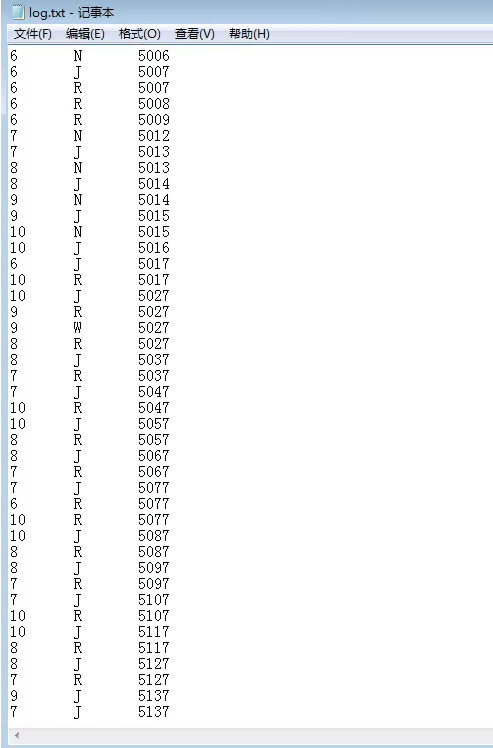 log.txt - 记事本
文件(F) 编辑(E) 格式(O) 查看(V) 帮助(H)
6 N 5006
6 J 5007
6 R 5007
6 R 5008
6 R 5009
7 N 5012
7 J 5013
8 N 5013
8 J 5014
9 N 5014
9 J 5015
10 N 5015
10 J 5016
6 J 5017
10 R 5017
10 J 5027
9 R 5027
9 W 5027
8 R 5027
8 J 5037
7 R 5037
7 J 5047
10 R 5047
10 J 5057
8 R 5057
8 J 5067
7 R 5067
7 J 5077
6 R 5077
10 R 5077
10 J 5087
8 R 5087
8 J 5097
7 R 5097
7 J 5107
10 R 5107
10 J 5117
8 R 5117
8 J 5127
7 R 5127
9 J 5137
7 J 5137